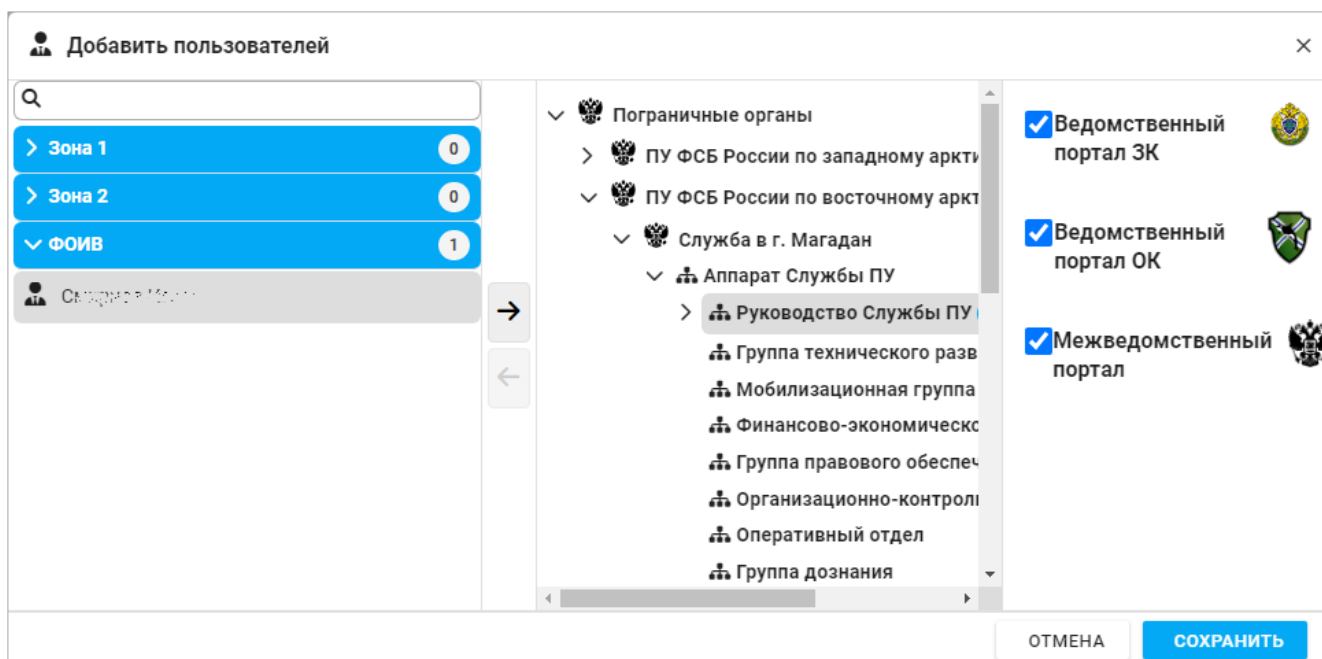 Добавить пользователей
Зона 1 0
Зона 2 0
ФОИВ 1
Пограничные органы
ПУ ФСБ России по западному аркти
ПУ ФСБ России по восточному аркт
Служба в г. Магадан
Аппарат Службы ПУ
Руководство Службы ПУ
Группа технического разв
Мобилизационная группа
Финансово-экономическо
Группа правового обеспеч
Организационно-контроль
Оперативный отдел
Группа дознания
Ведомственный
портал ЗК
Ведомственный
портал ОК
Межведомственный
портал
ОТМЕНА
СОХРАНИТЬ